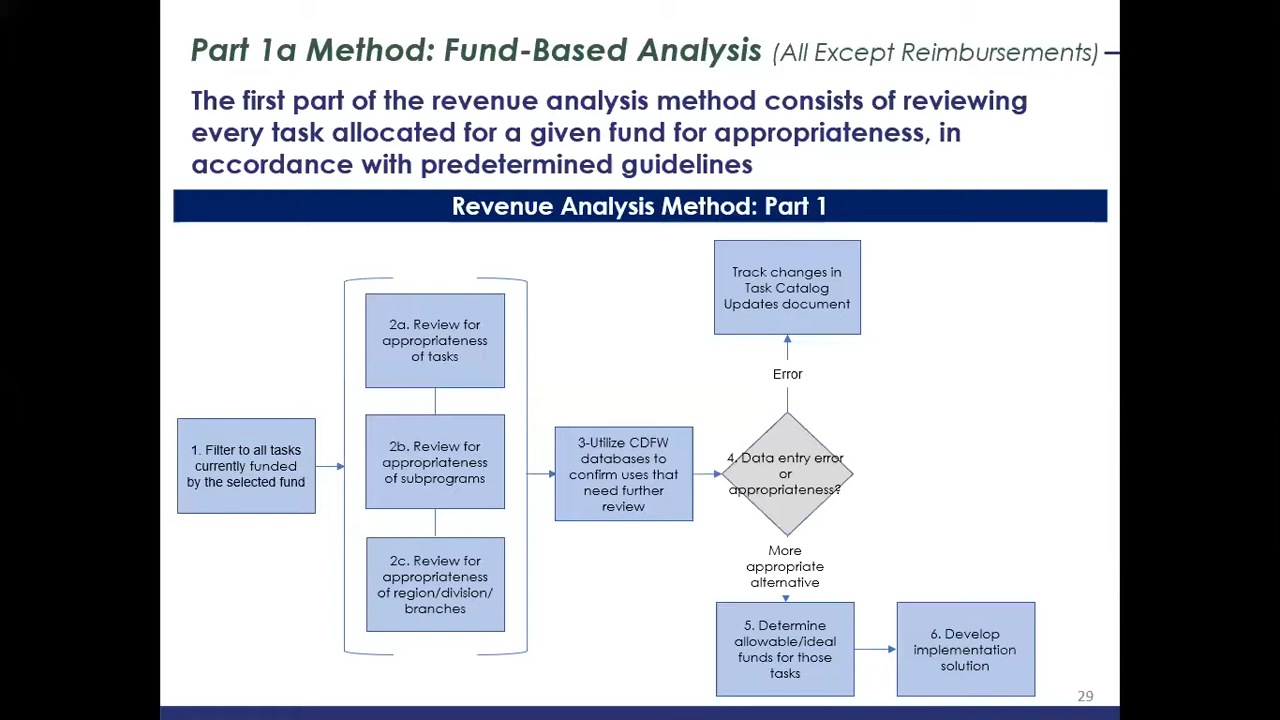 Part 1a Method: Fund-Based Analysis (All Except Reimbursements)
The first part of the revenue analysis method consists of reviewing
every task allocated for a given fund for appropriateness, in
accordance with predetermined guidelines
Revenue Analysis Method: Part 1
1. Filter to all tasks
currently funded
by the selected fund
2a. Review for
appropriateness
of tasks
2b. Review for
appropriateness
of subprograms
2c. Review for
appropriateness
of region/division/
branches
3-Utilize CDFW
databases to
confirm uses that
need further
review
4. Data entry error
or
appropriateness?
Error
Track changes in
Task Catalog
Updates document
More
appropriate
alternative
5. Determine
allowable/ideal
funds for those
tasks
6. Develop
implementation
solution
29